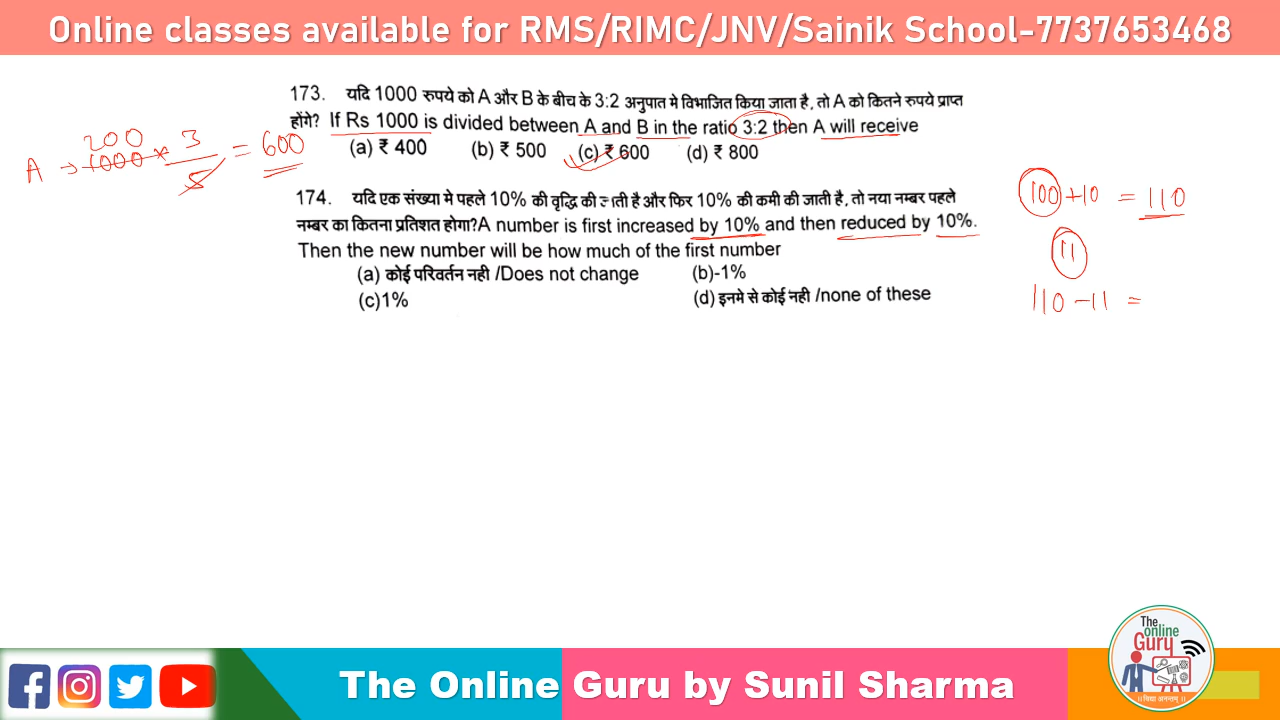 Online classes available for RMS/RIMC/JNV/Sainik School-7737653468
173. यदि 1000 रुपये को A और B के बीच के 3:2 अनुपात मे विभाजित किया जाता है, तो A को कितने रुपये प्राप्त
होंगे? If Rs 1000 is divided between A and B in the ratio 3:2 then A will receive
(a) ₹ 400 (b) ₹ 500 (c) ₹ 600 (d) ₹ 800
200
A → 1000 × 3/5 = 600
174. यदि एक संख्या मे पहले 10% की वृद्धि की जाती है और फिर 10% की कमी की जाती है, तो नया नम्बर पहले
नम्बर का कितना प्रतिशत होगा? A number is first increased by 10% and then reduced by 10%.
Then the new number will be how much of the first number
(a) कोई परिवर्तन नही /Does not change (b)-1%
(c)1% (d) इनमे से कोई नही /none of these
100 + 10 = 110
11
110 - 11 =
The Online Guru by Sunil Sharma
The
online
Gury
।। विद्या अनन्तम ।।